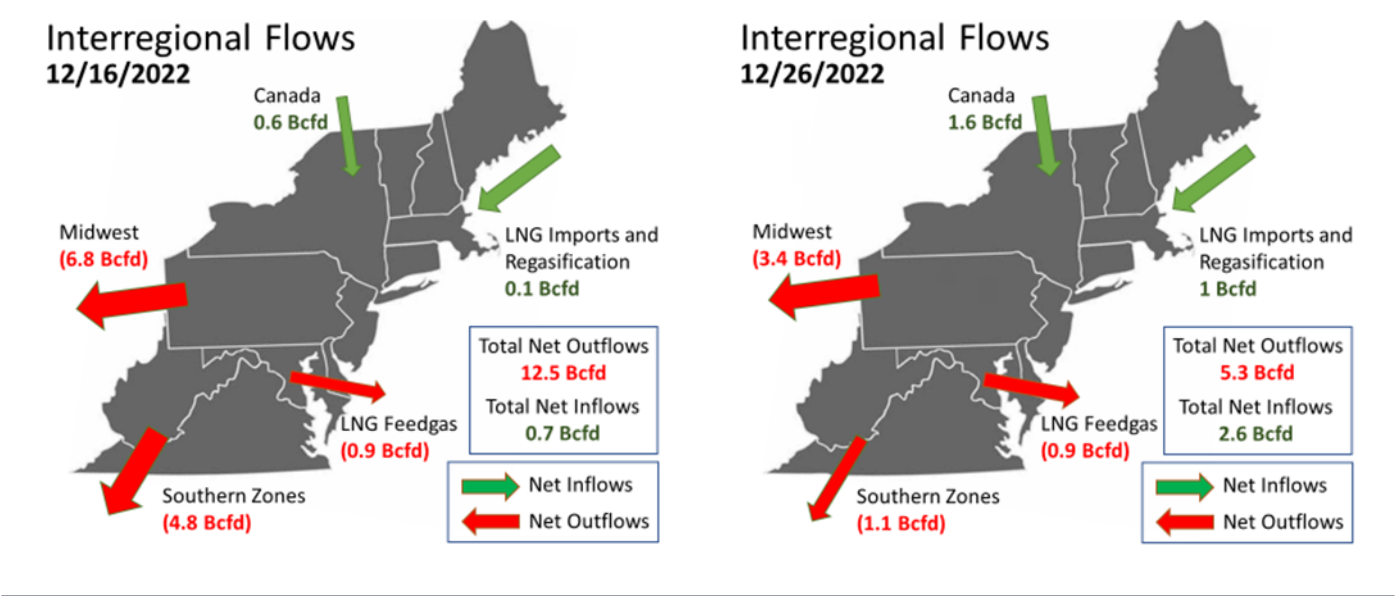 Interregional Flows
12/16/2022
Canada
0.6 Bcfd
Midwest
(6.8 Bcfd)
LNG Imports and
Regasification
0.1 Bcfd
Total Net Outflows
12.5 Bcfd
Total Net Inflows
0.7 Bcfd
LNG Feedgas
(0.9 Bcfd)
Southern Zones
(4.8 Bcfd)
Net Inflows
Net Outflows
Interregional Flows
12/26/2022
Canada
1.6 Bcfd
Midwest
(3.4 Bcfd)
LNG Imports and
Regasification
1 Bcfd
Total Net Outflows
5.3 Bcfd
Total Net Inflows
2.6 Bcfd
LNG Feedgas
(0.9 Bcfd)
Southern Zones
(1.1 Bcfd)
Net Inflows
Net Outflows